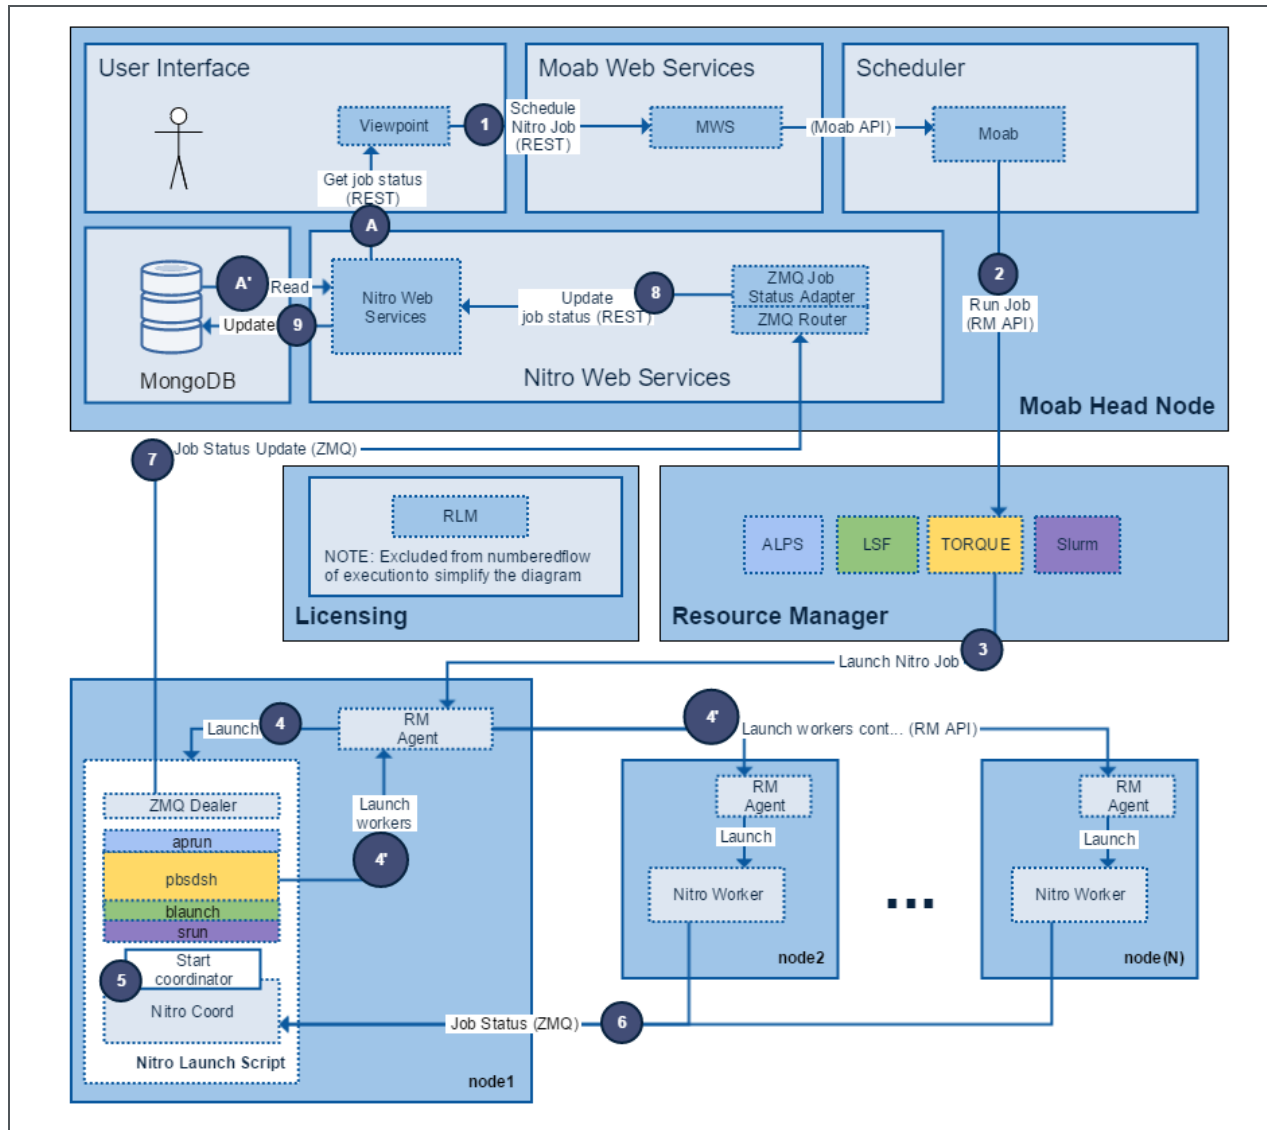 User Interface
Viewpoint
1
Schedule
Nitro Job
(REST)
Moab Web Services
MWS
(Moab API)
Scheduler
Moab
Get job status
(REST)
A
2
Run Job
(RM API)
A'
Read
Update
9
MongoDB
Nitro Web
Services
Update
job status (REST)
8
ZMQ Job
Status Adapter
ZMQ Router
Nitro Web Services
Moab Head Node
7
Job Status Update (ZMQ)
RLM
NOTE: Excluded from numberedflow
of execution to simplify the diagram
Licensing
ALPS
LSF
TORQUE
Slurm
Resource Manager
3
Launch Nitro Job
Launch
4
RM
Agent
4'
Launch workers cont... (RM API)
ZMQ Dealer
aprun
pbsdsh
blaunch
srun
Launch
workers
4'
5
Start
coordinator
Nitro Coord
Nitro Launch Script
node1
RM
Agent
Launch
Nitro Worker
node2
...
RM
Agent
Launch
Nitro Worker
node(N)
Job Status (ZMQ)
6